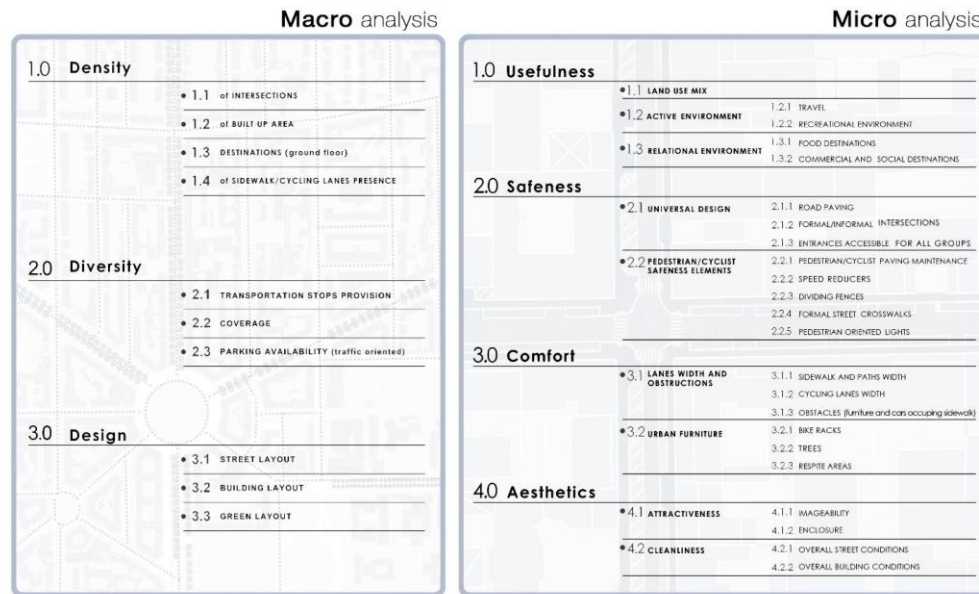 Macro analysis
1.0 Density
• 1.1 of INTERSECTIONS
• 1.2 of BUILT UP AREA
• 1.3 DESTINATIONS (ground floor)
• 1.4 of SIDEWALK/CYCLING LANES PRESENCE
2.0 Diversity
• 2.1 TRANSPORTATION STOPS PROVISION
• 2.2 COVERAGE
• 2.3 PARKING AVAILABILITY (traffic oriented)
3.0 Design
• 3.1 STREET LAYOUT
• 3.2 BUILDING LAYOUT
• 3.3 GREEN LAYOUT
Micro analysis
1.0 Usefulness
•1.1 LAND USE MIX
•1.2 ACTIVE ENVIRONMENT
1.2.1 TRAVEL
1.2.2 RECREATIONAL ENVIRONMENT
•1.3 RELATIONAL ENVIRONMENT
1.3.1 FOOD DESTINATIONS
1.3.2 COMMERCIAL AND SOCIAL DESTINATIONS
2.0 Safeness
•2.1 UNIVERSAL DESIGN
2.1.1 ROAD PAVING
2.1.2 FORMAL/INFORMAL INTERSECTIONS
2.1.3 ENTRANCES ACCESSIBLE FOR ALL GROUPS
•2.2 PEDESTRIAN/CYCLIST
SAFENESS ELEMENTS
2.2.1 PEDESTRIAN/CYCLIST PAVING MAINTENANCE
2.2.2 SPEED REDUCERS
2.2.3 DIVIDING FENCES
2.2.4 FORMAL STREET CROSSWALKS
2.2.5 PEDESTRIAN ORIENTED LIGHTS
3.0 Comfort
•3.1 LANES WIDTH AND
OBSTRUCTIONS
3.1.1 SIDEWALK AND PATHS WIDTH
3.1.2 CYCLING LANES WIDTH
3.1.3 OBSTACLES (furniture and cars occuping sidewalk)
•3.2 URBAN FURNITURE
3.2.1 BIKE RACKS
3.2.2 TREES
3.2.3 RESPITE AREAS
4.0 Aesthetics
•4.1 ATTRACTIVENESS
4.1.1 IMAGEABILITY
4.1.2 ENCLOSURE
•4.2 CLEANLINESS
4.2.1 OVERALL STREET CONDITIONS
4.2.2 OVERALL BUILDING CONDITIONS